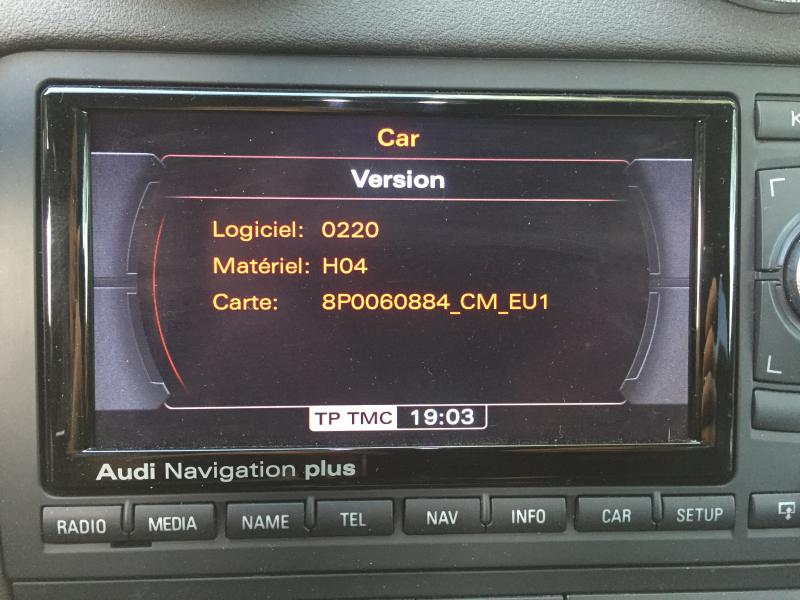 Car
Version
Logiciel: 0220
Matériel: H04
Carte: 8P0060884_CM_EU1
TP TMC 19:03
Audi Navigation plus
RADIO MEDIA NAME TEL NAV INFO CAR SETUP